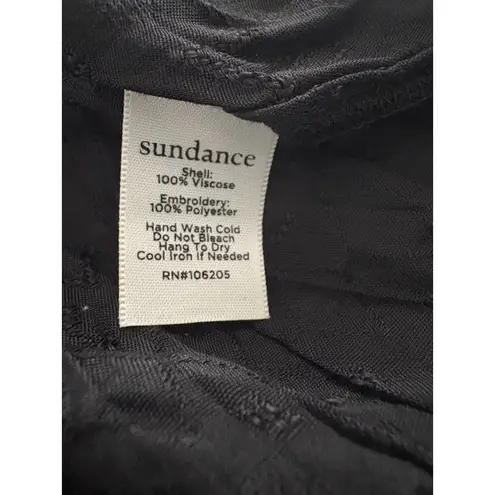 sundance
Shell:
100% Viscose
Embroidery:
100% Polyester
Hand Wash Cold
Do Not Bleach
Hang To Dry
Cool Iron If Needed
RN#106205